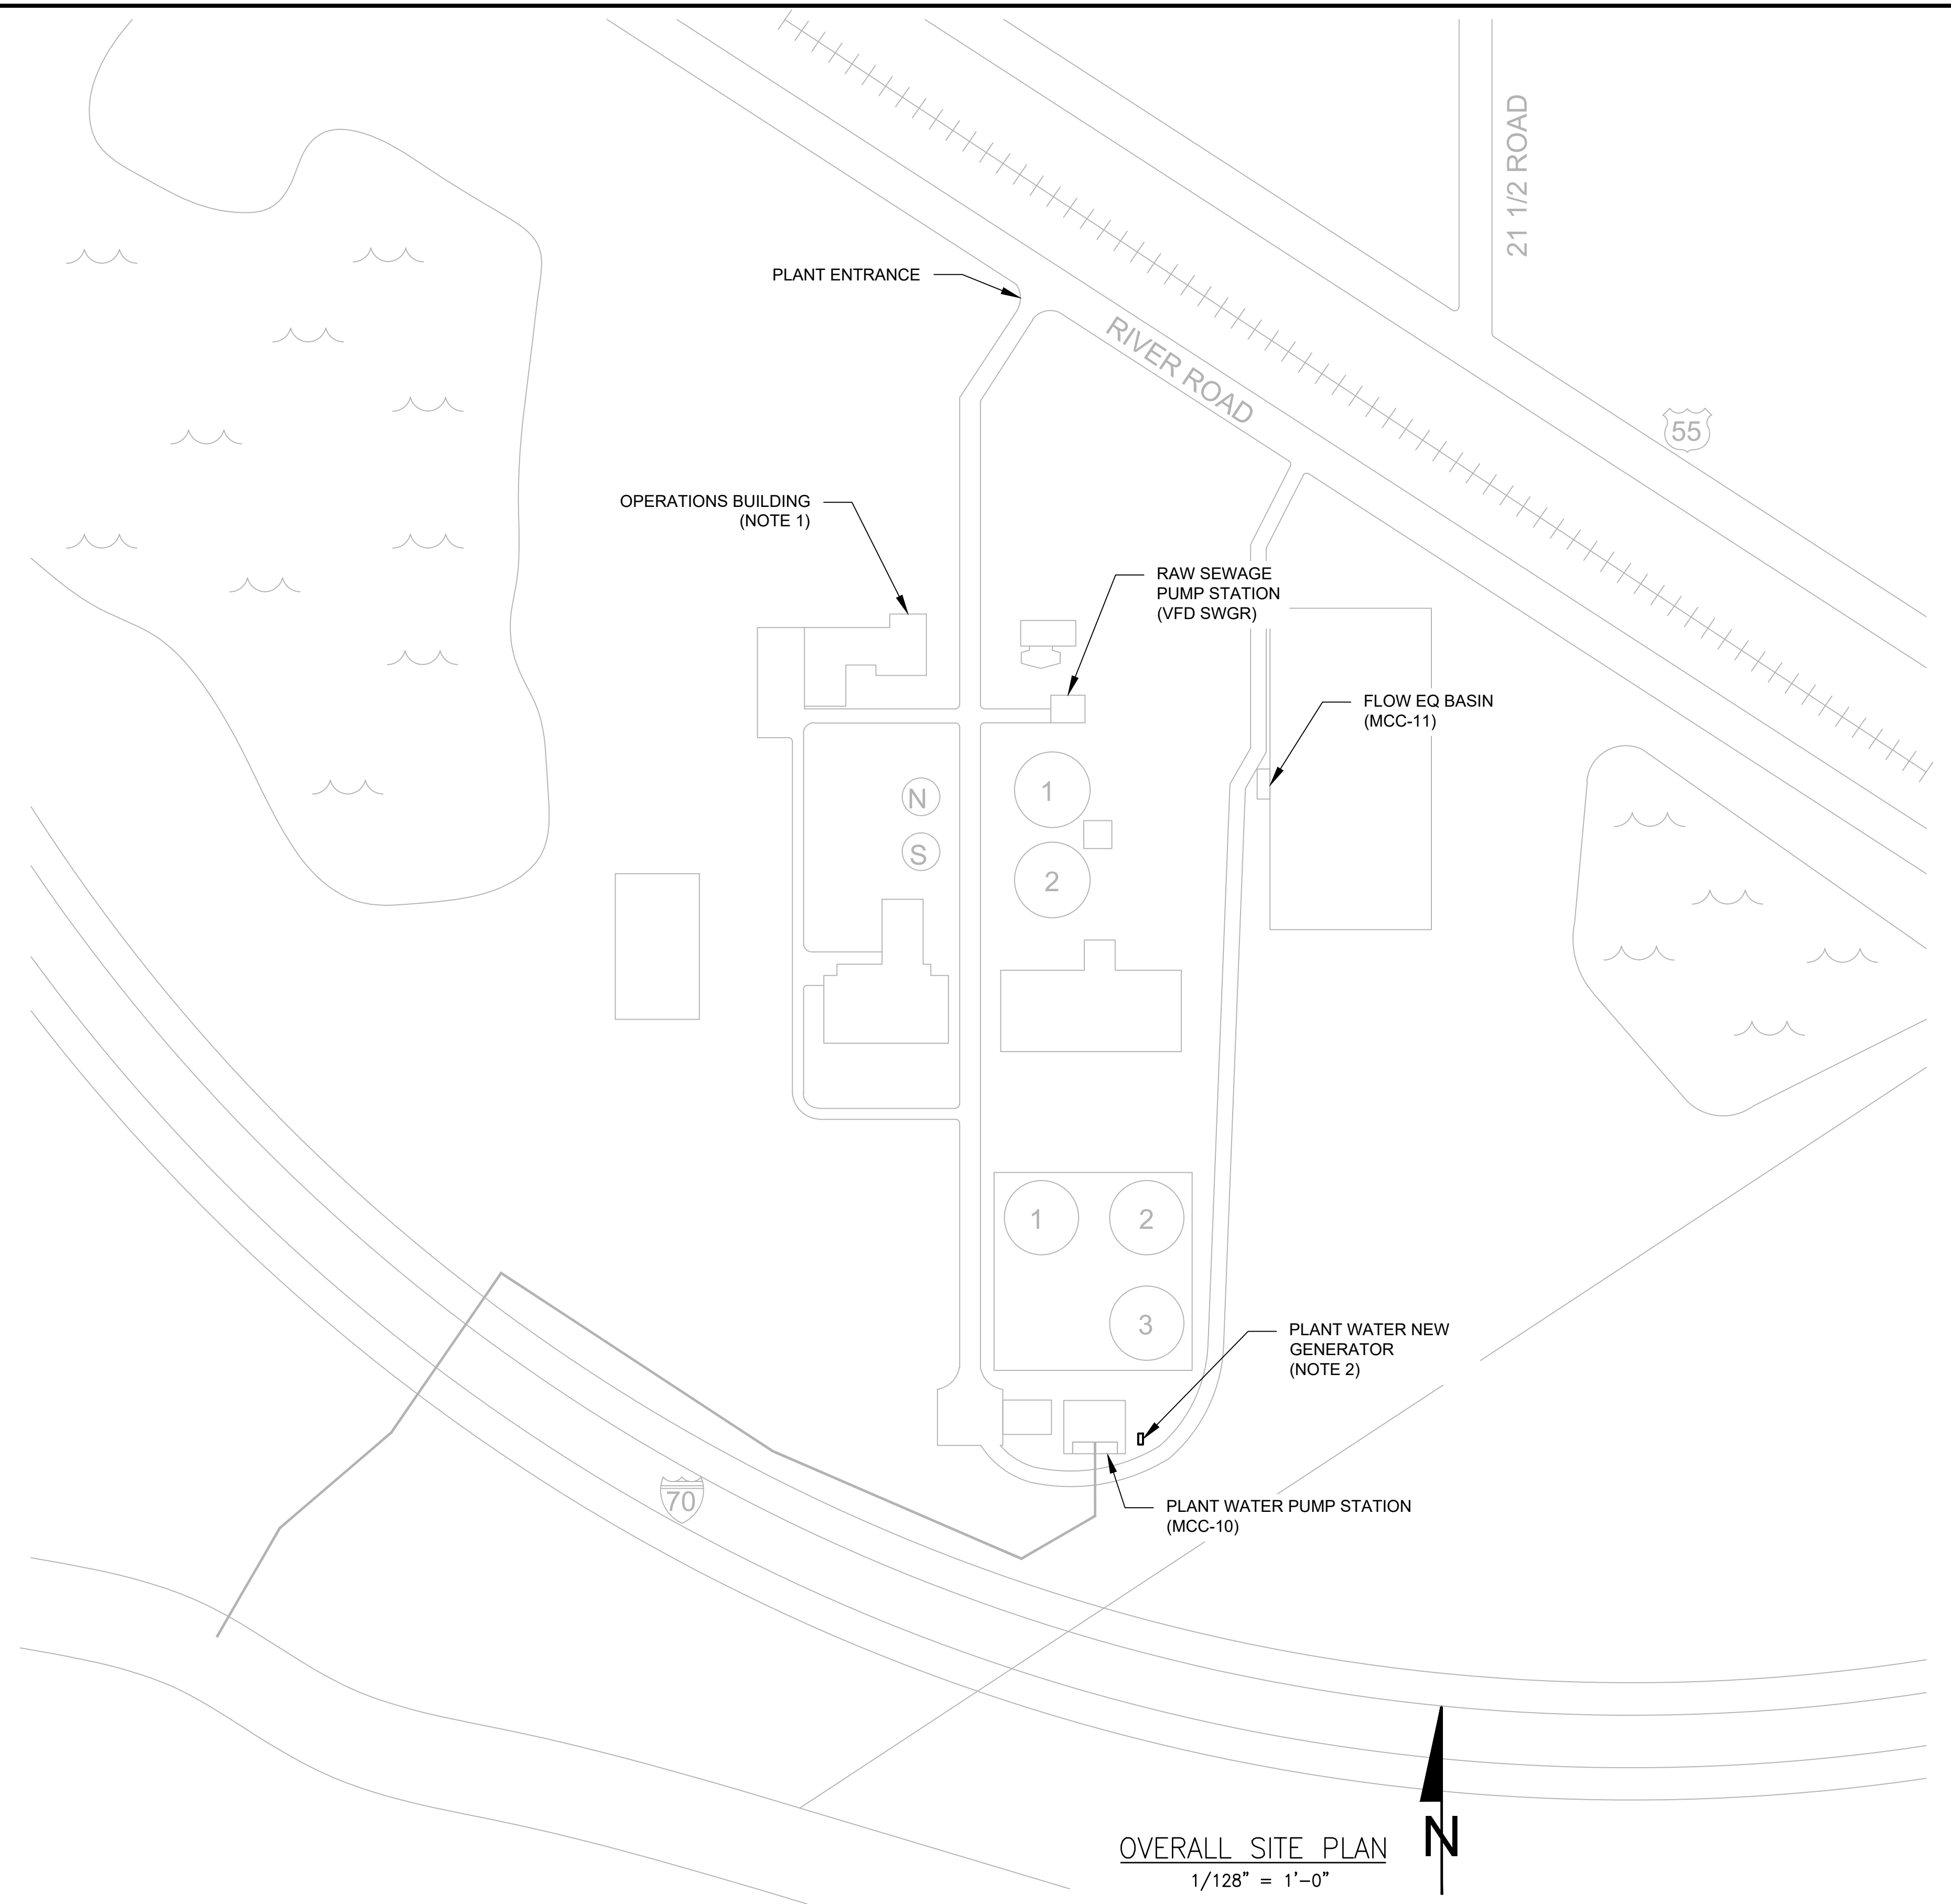 21 1/2 ROAD
PLANT ENTRANCE
RIVER ROAD
55
OPERATIONS BUILDING
(NOTE 1)
RAW SEWAGE
PUMP STATION
(VFD SWGR)
FLOW EQ BASIN
(MCC-11)
N
1
S
2
1
2
3
PLANT WATER NEW
GENERATOR
(NOTE 2)
70
PLANT WATER PUMP STATION
(MCC-10)
N
OVERALL SITE PLAN
1/128" = 1'-0"